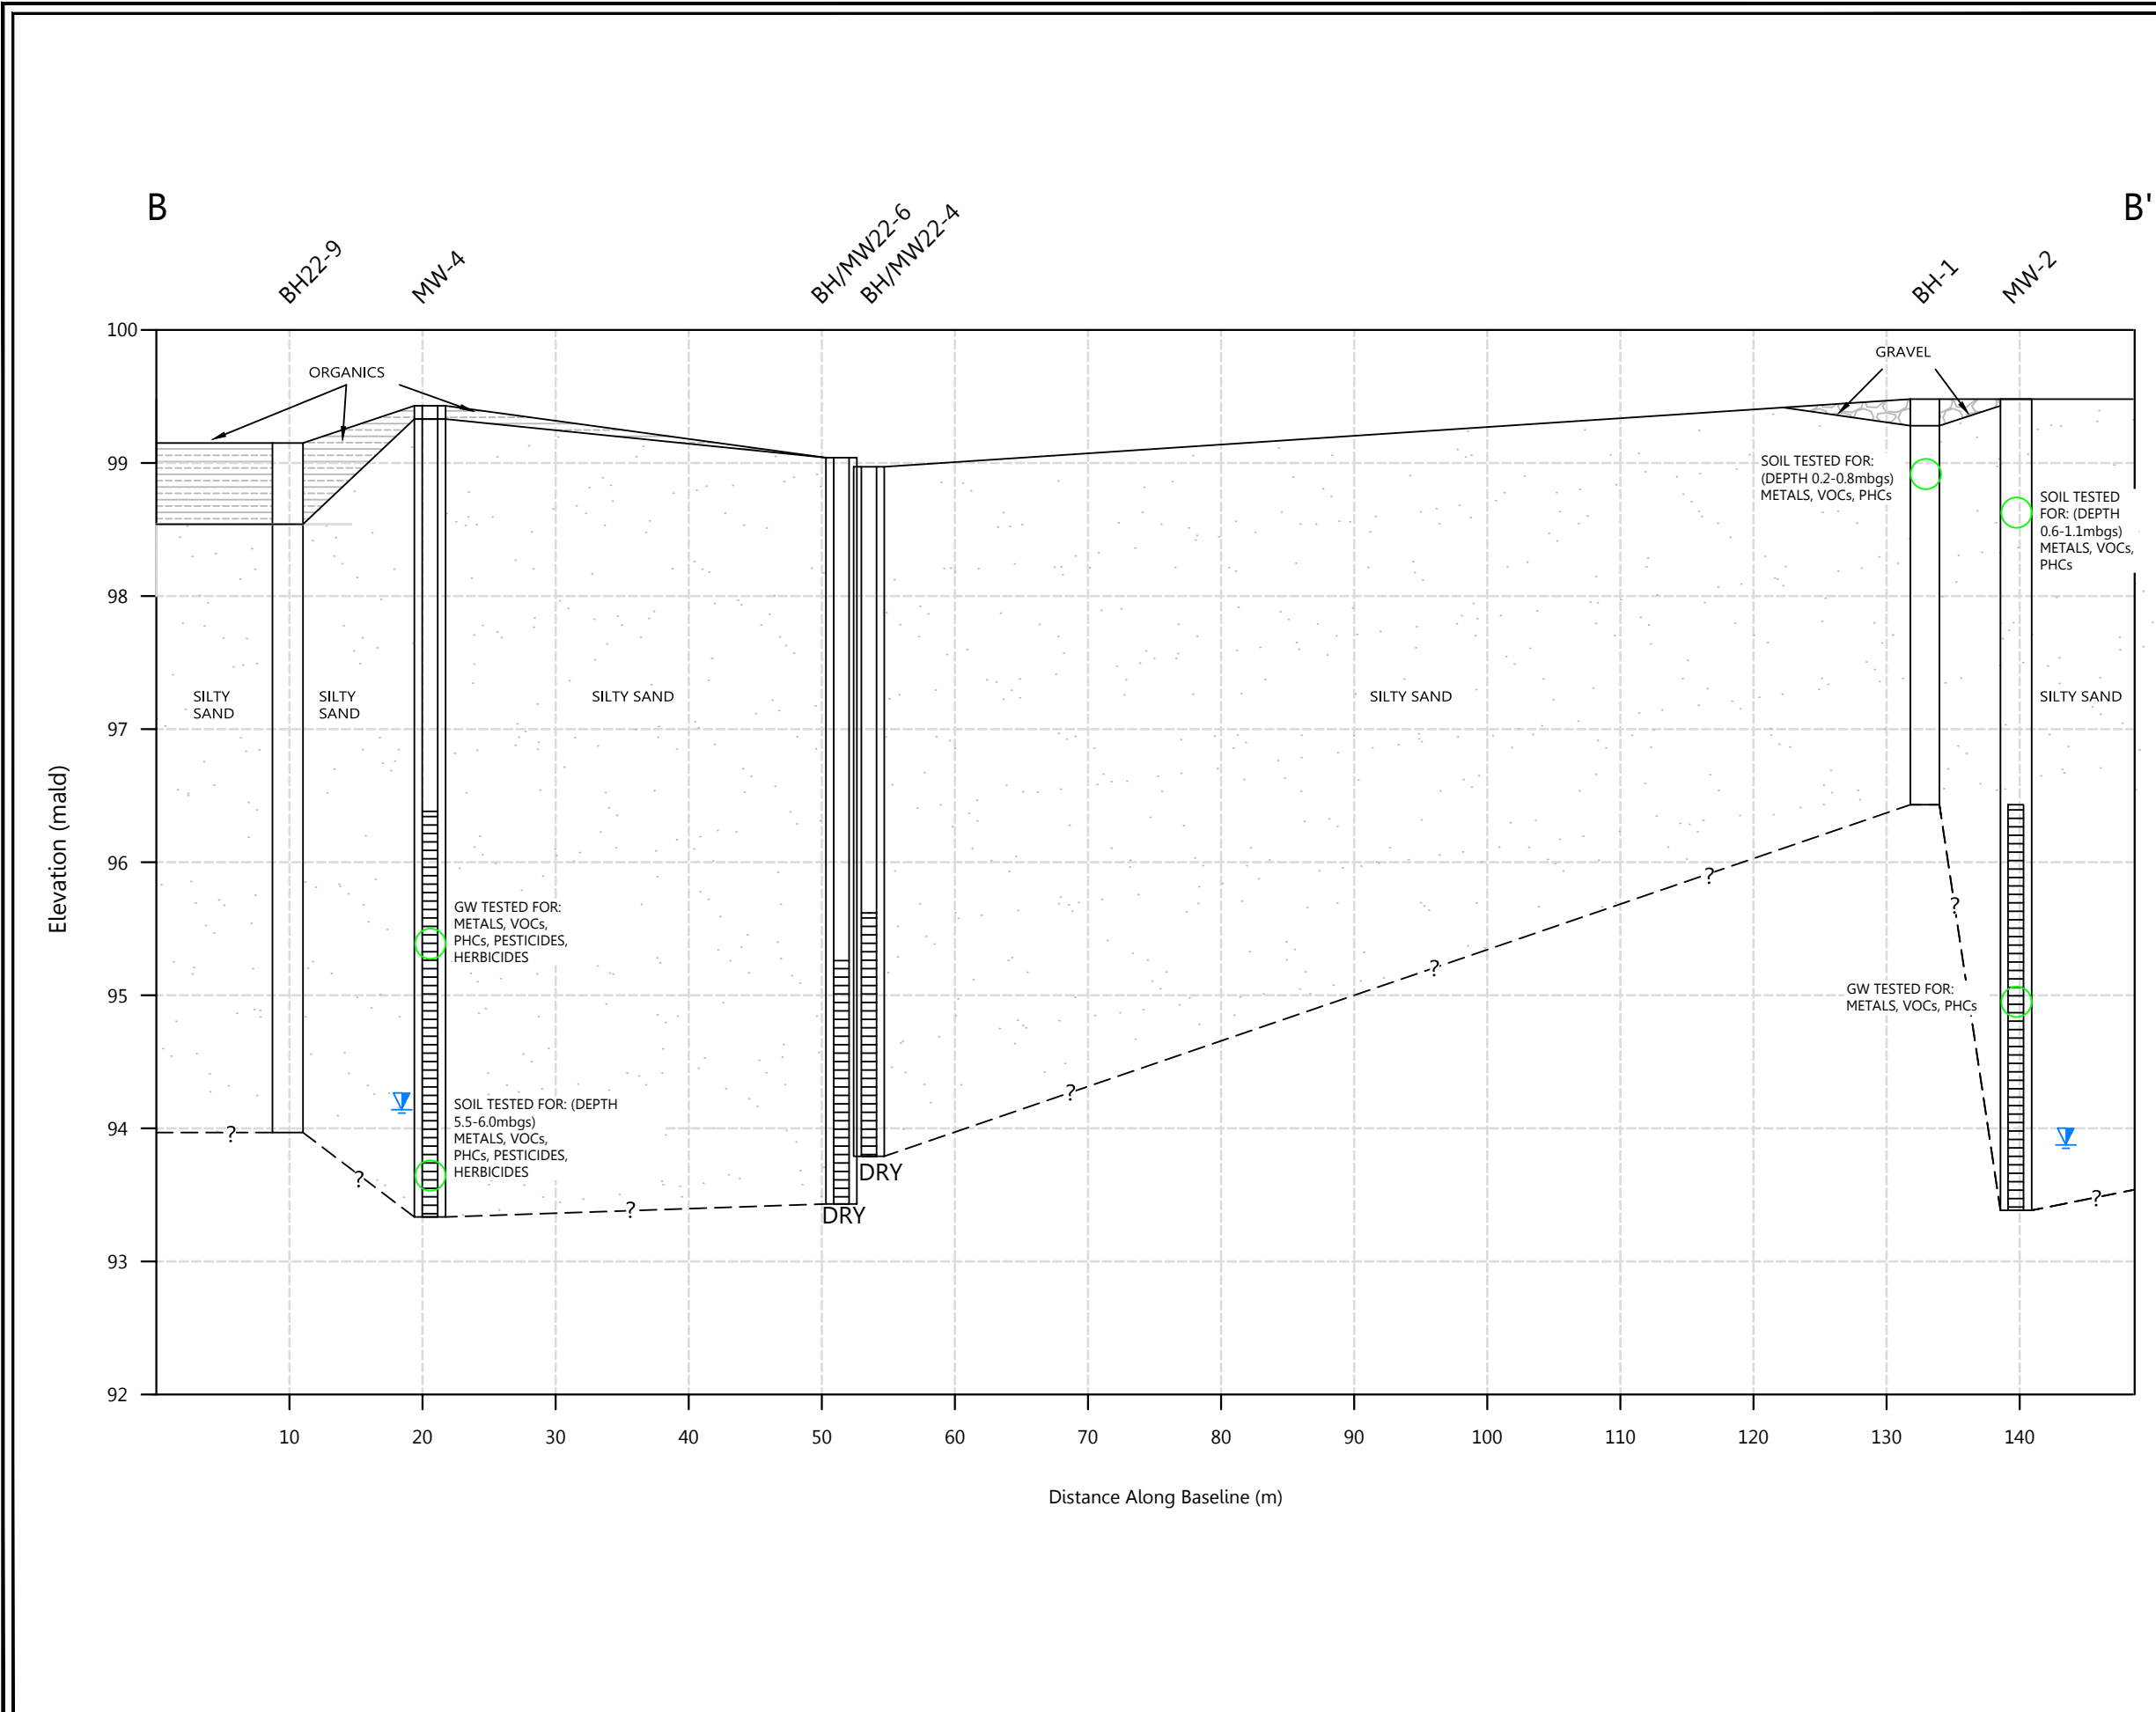 B
B'
BH22-9
MW-4
BH/MW22-6
BH/MW22-4
BH-1
MW-2
100
99
98
97
96
95
94
93
92
Elevation (mald)
ORGANICS
GRAVEL
SOIL TESTED FOR:
(DEPTH 0.2-0.8mbgs)
METALS, VOCs, PHCs
SOIL TESTED
FOR: (DEPTH
0.6-1.1mbgs)
METALS, VOCs,
PHCs
SILTY
SAND
SILTY
SAND
SILTY SAND
SILTY SAND
SILTY SAND
GW TESTED FOR:
METALS, VOCs,
PHCs, PESTICIDES,
HERBICIDES
GW TESTED FOR:
METALS, VOCs, PHCs
SOIL TESTED FOR: (DEPTH
5.5-6.0mbgs)
METALS, VOCs,
PHCs, PESTICIDES,
HERBICIDES
?
?
?
?
?
?
?
?
DRY
DRY
10 20 30 40 50 60 70 80 90 100 110 120 130 140
Distance Along Baseline (m)